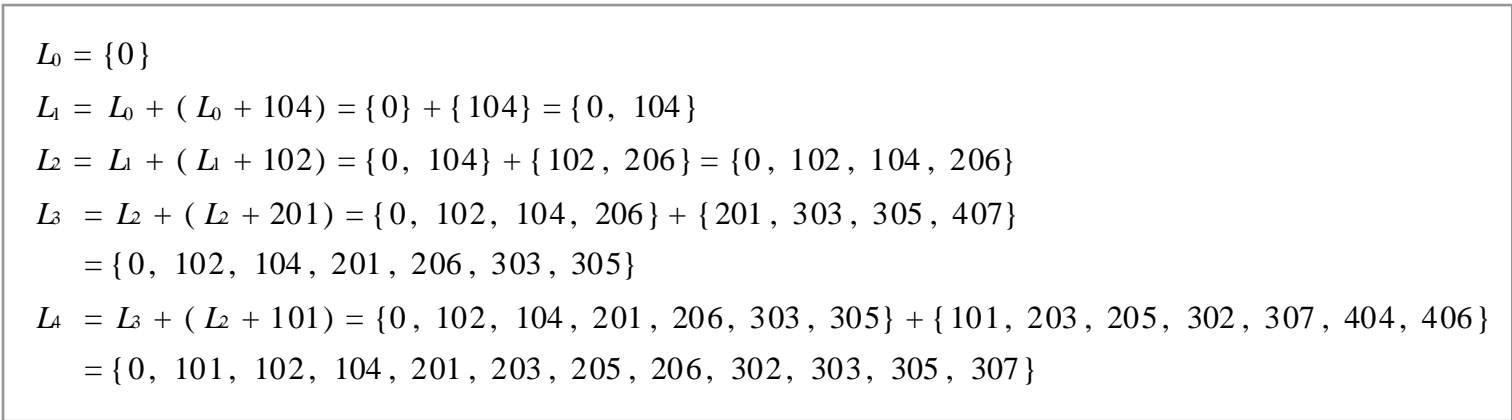 L₀ = {0}
L₁ = L₀ + ( L₀ + 104) = {0} + {104} = {0, 104}
L₂ = L₁ + ( L₁ + 102) = {0, 104} + {102, 206} = {0, 102, 104, 206}
L₃ = L₂ + ( L₂ + 201) = {0, 102, 104, 206} + {201, 303, 305, 407}
= {0, 102, 104, 201, 206, 303, 305}
L₄ = L₃ + ( L₂ + 101) = {0, 102, 104, 201, 206, 303, 305} + {101, 203, 205, 302, 307, 404, 406}
= {0, 101, 102, 104, 201, 203, 205, 206, 302, 303, 305, 307}